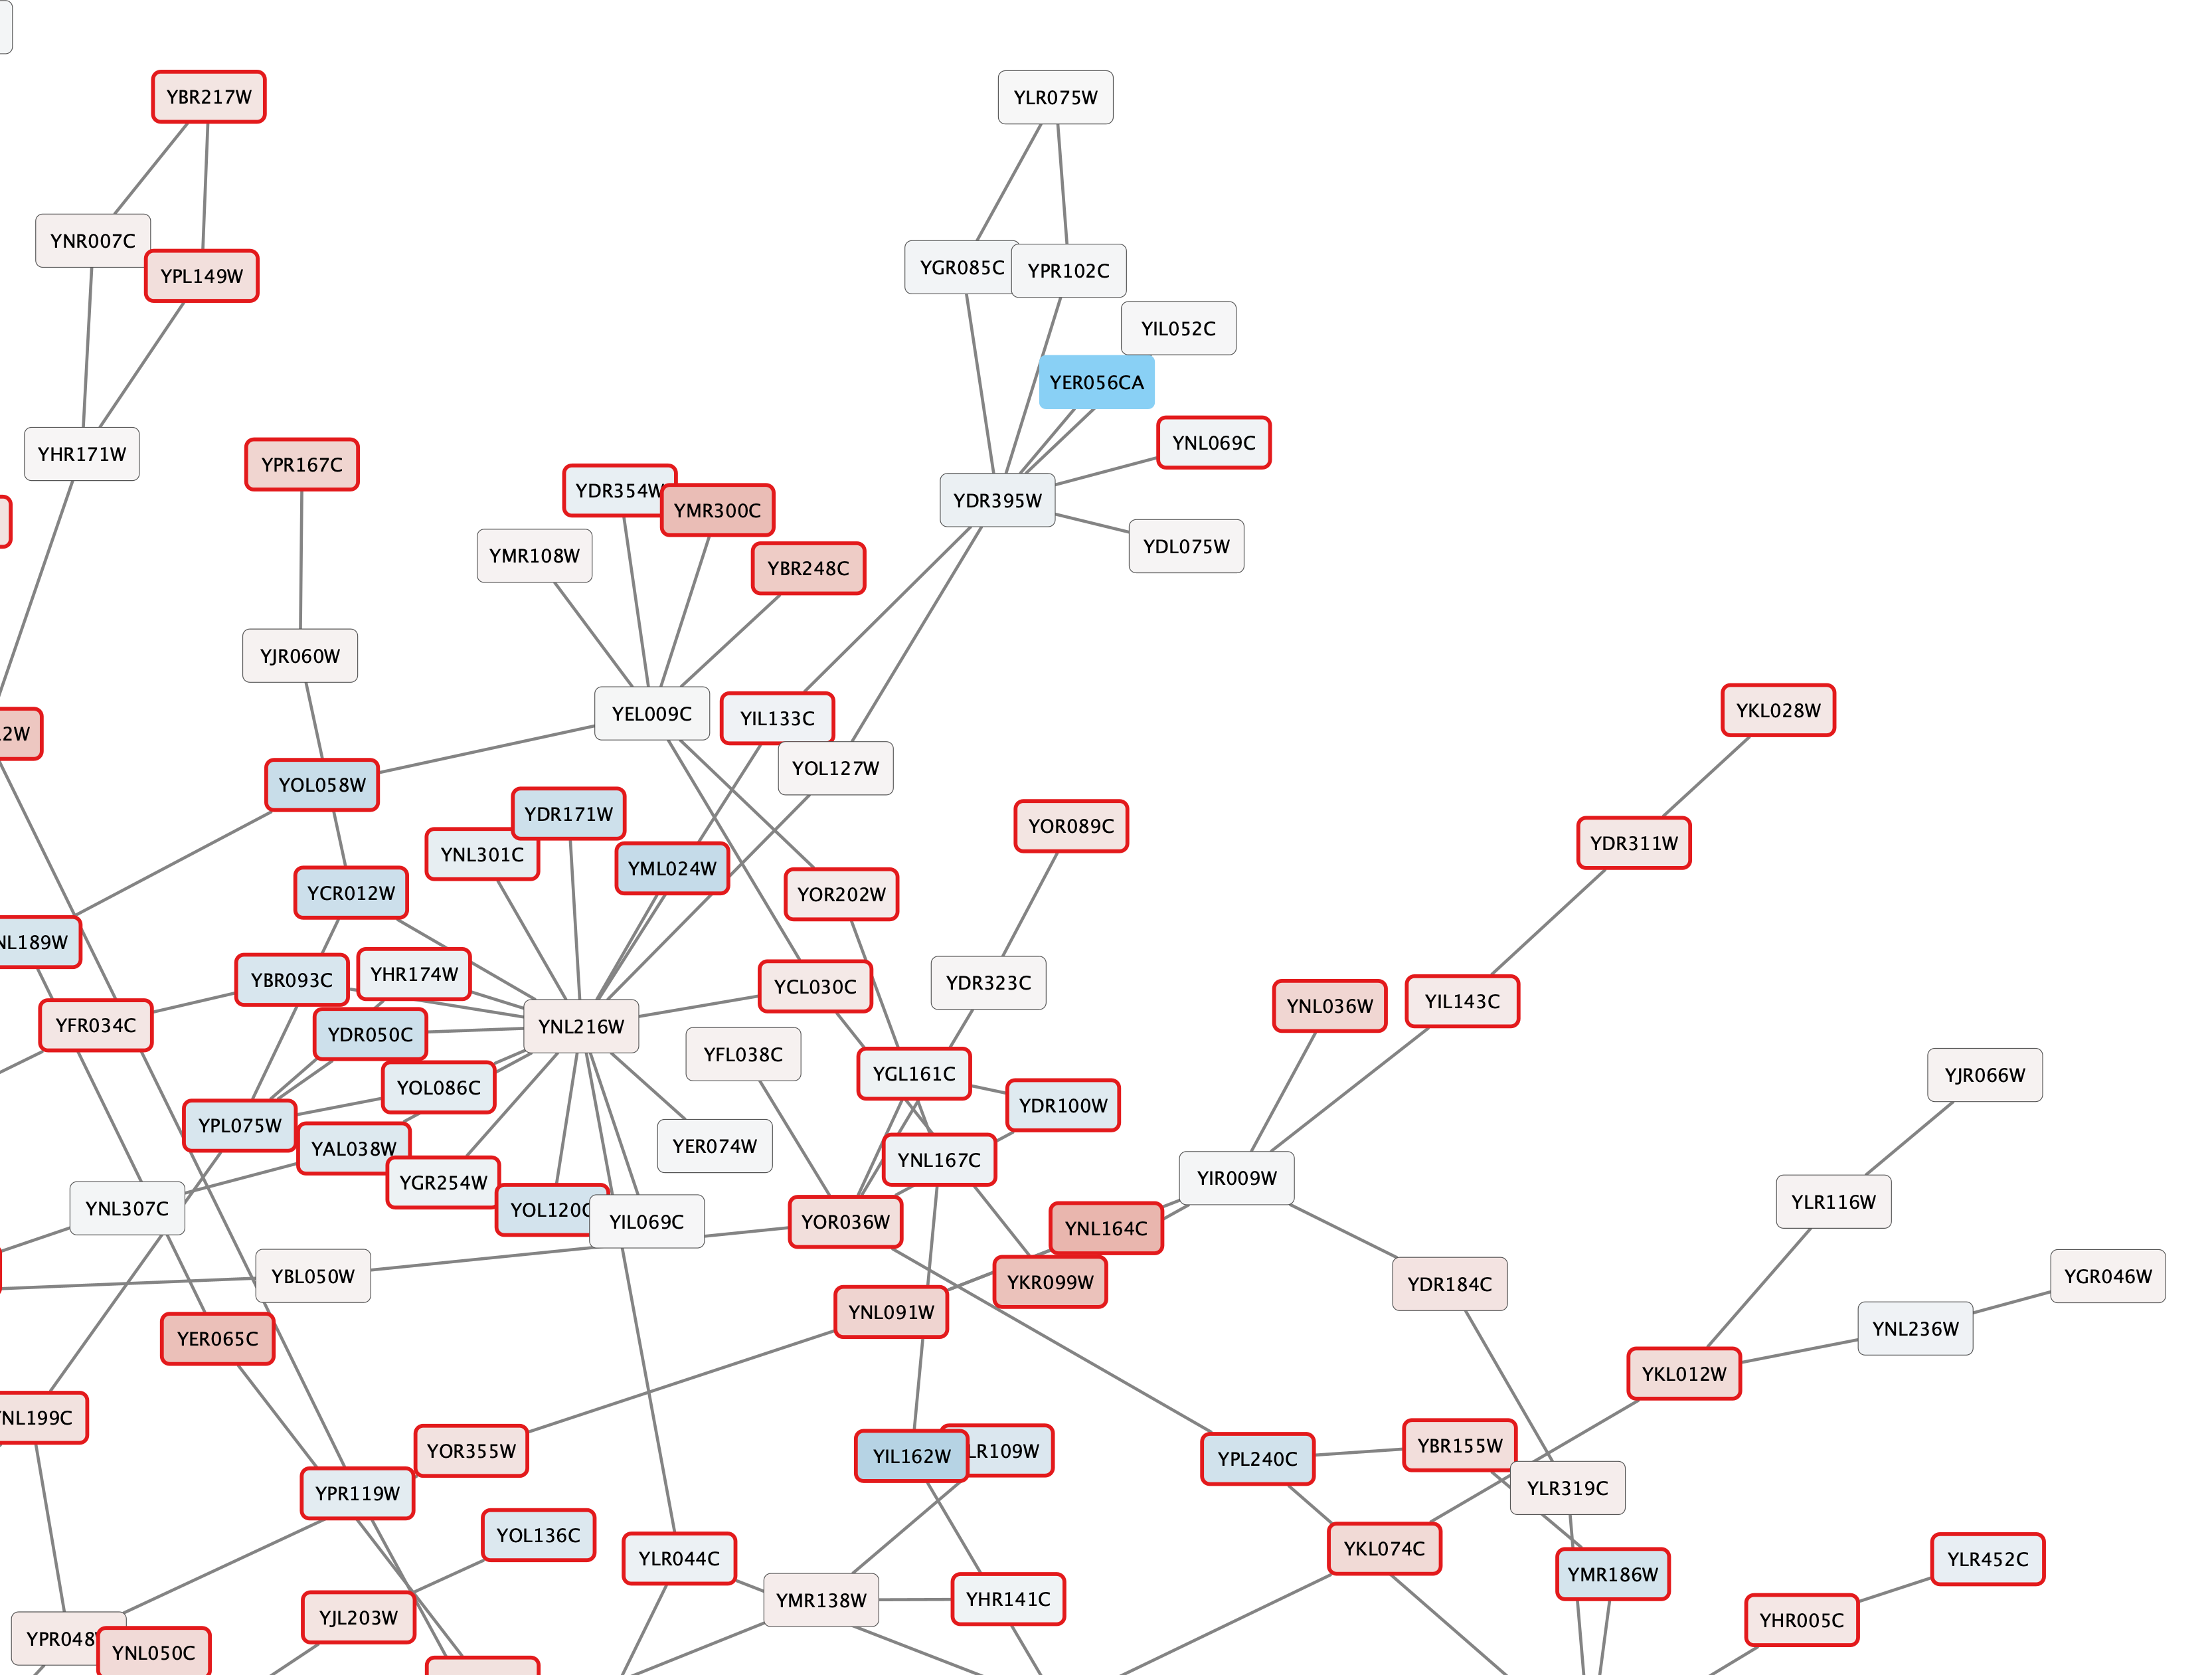 YBR217W
YLR075W
YNR007C
YPL149W
YGR085C
YPR102C
YIL052C
YER056CA
YNL069C
YHR171W
YPR167C
YDR354W
YMR300C
YDR395W
YMR108W
YBR248C
YDL075W
YJR060W
YEL009C
YIL133C
YKL028W
2W
YOL127W
YOL058W
YDR171W
YOR089C
YDR311W
YNL301C
YML024W
YCR012W
YOR202W
NL189W
YBR093C
YHR174W
YCL030C
YDR323C
YNL036W
YIL143C
YFR034C
YDR050C
YNL216W
YFL038C
YGL161C
YJR066W
YOL086C
YDR100W
YPL075W
YAL038W
YER074W
YNL167C
YGR254W
YIR009W
YNL307C
YOL120C
YIL069C
YOR036W
YNL164C
YLR116W
YBL050W
YKR099W
YDR184C
YGR046W
YER065C
YNL091W
YNL236W
YKL012W
NL199C
YOR355W
YIL162W
LR109W
YPL240C
YBR155W
YPR119W
YLR319C
YOL136C
YLR044C
YKL074C
YMR186W
YLR452C
YJL203W
YMR138W
YHR141C
YHR005C
YPR048
YNL050C